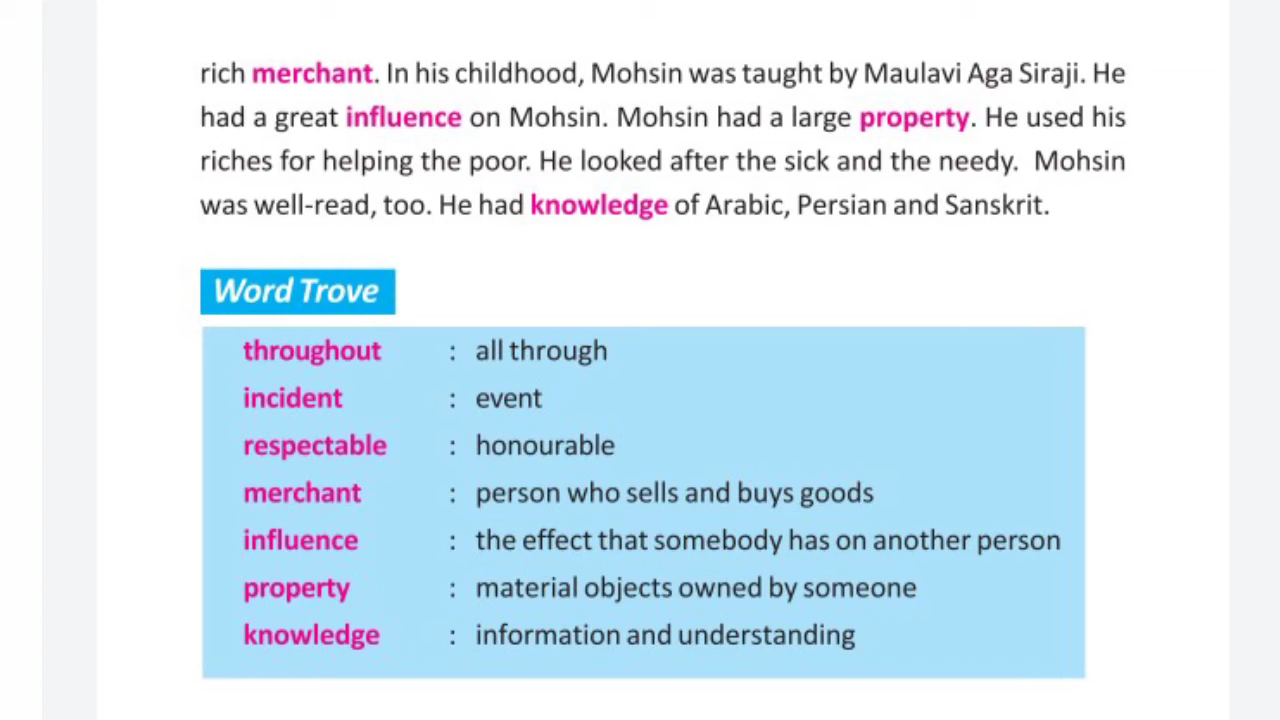 rich merchant. In his childhood, Mohsin was taught by Maulavi Aga Siraji. He
had a great influence on Mohsin. Mohsin had a large property. He used his
riches for helping the poor. He looked after the sick and the needy. Mohsin
was well-read, too. He had knowledge of Arabic, Persian and Sanskrit.
Word Trove
throughout : all through
incident : event
respectable : honourable
merchant : person who sells and buys goods
influence : the effect that somebody has on another person
property : material objects owned by someone
knowledge : information and understanding